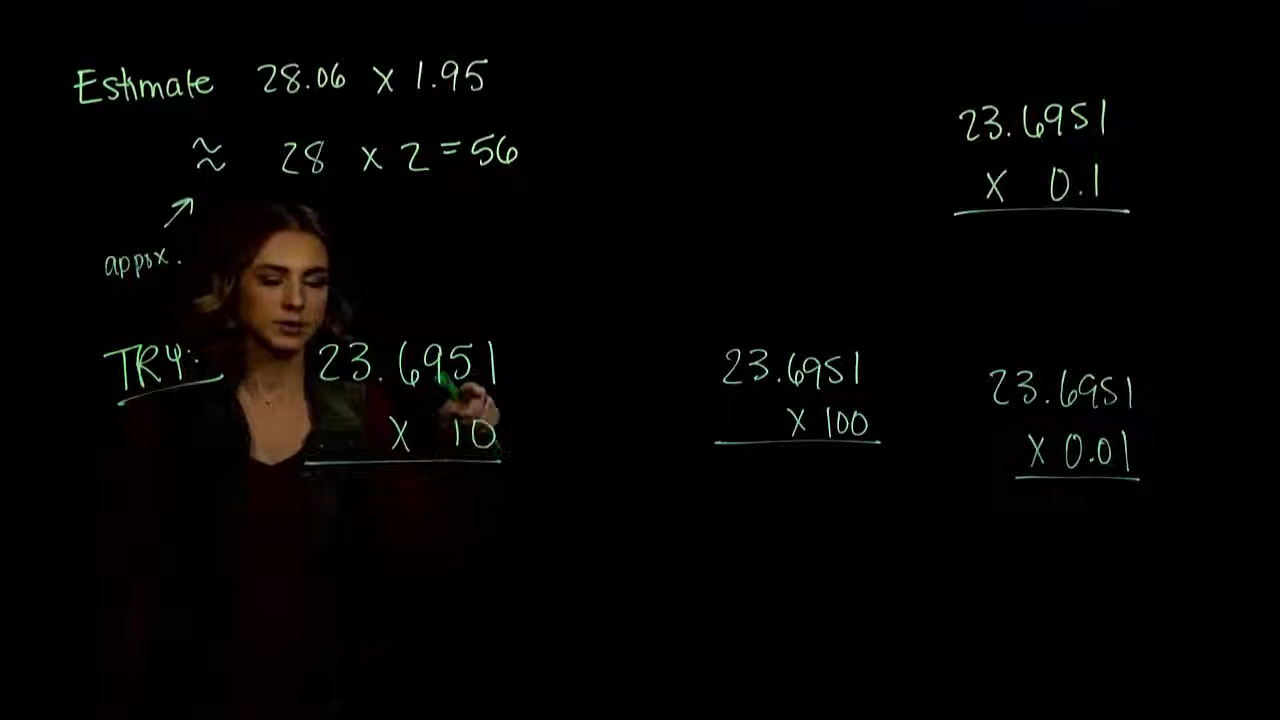 Estimate 28.06 x 1.95
≈ 28 x 2 = 56
appox.
TRY:
23.6951
x 10
23.6951
x 100
23.6951
x 0.1
23.6951
x 0.01